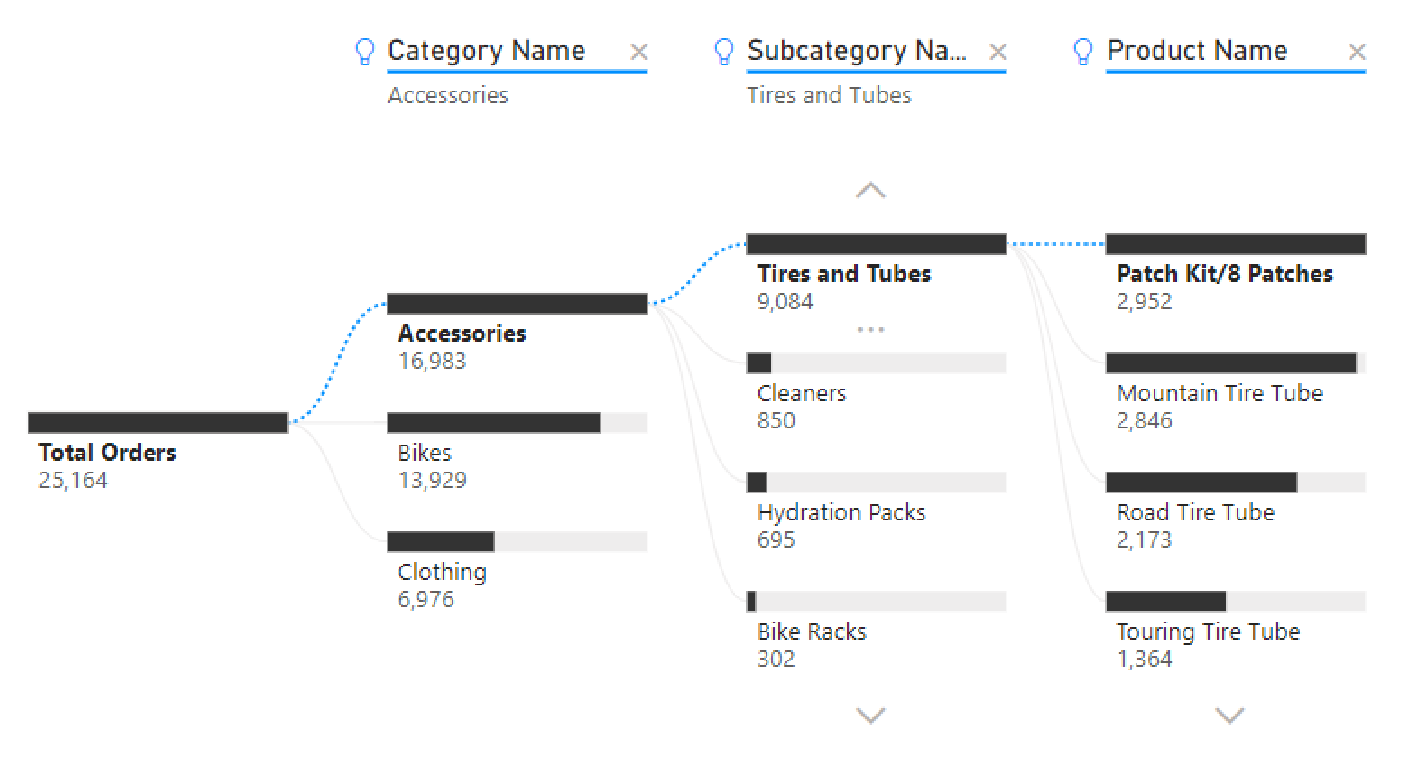 Category Name
Accessories
Subcategory Na...
Tires and Tubes
Product Name
Total Orders
25,164
Accessories
16,983
Bikes
13,929
Clothing
6,976
Tires and Tubes
9,084
Cleaners
850
Hydration Packs
695
Bike Racks
302
Patch Kit/8 Patches
2,952
Mountain Tire Tube
2,846
Road Tire Tube
2,173
Touring Tire Tube
1,364